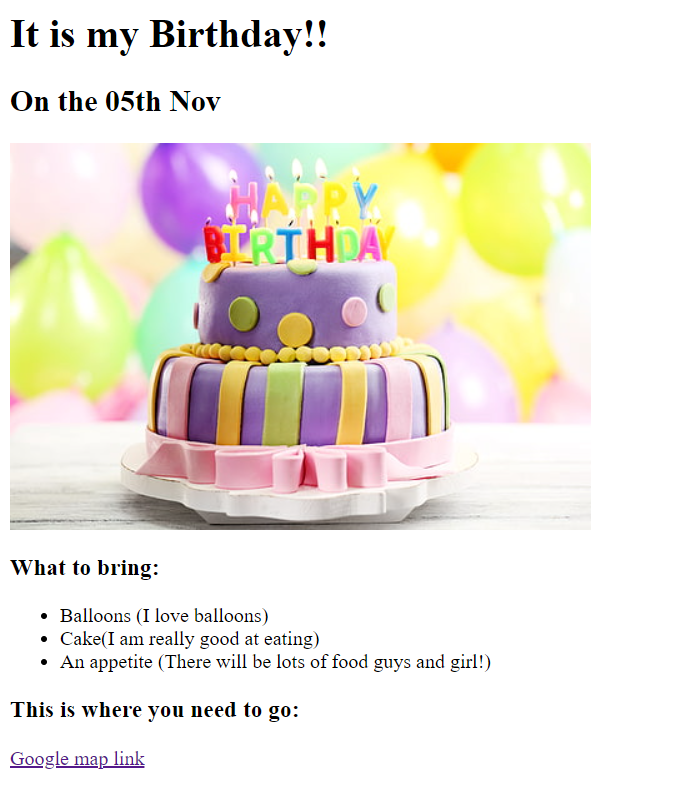 It is my Birthday!!
On the 05th Nov
HAPPY
BIRTHDAY
What to bring:
Balloons (I love balloons)
Cake(I am really good at eating)
An appetite (There will be lots of food guys and girl!)
This is where you need to go:
Google map link